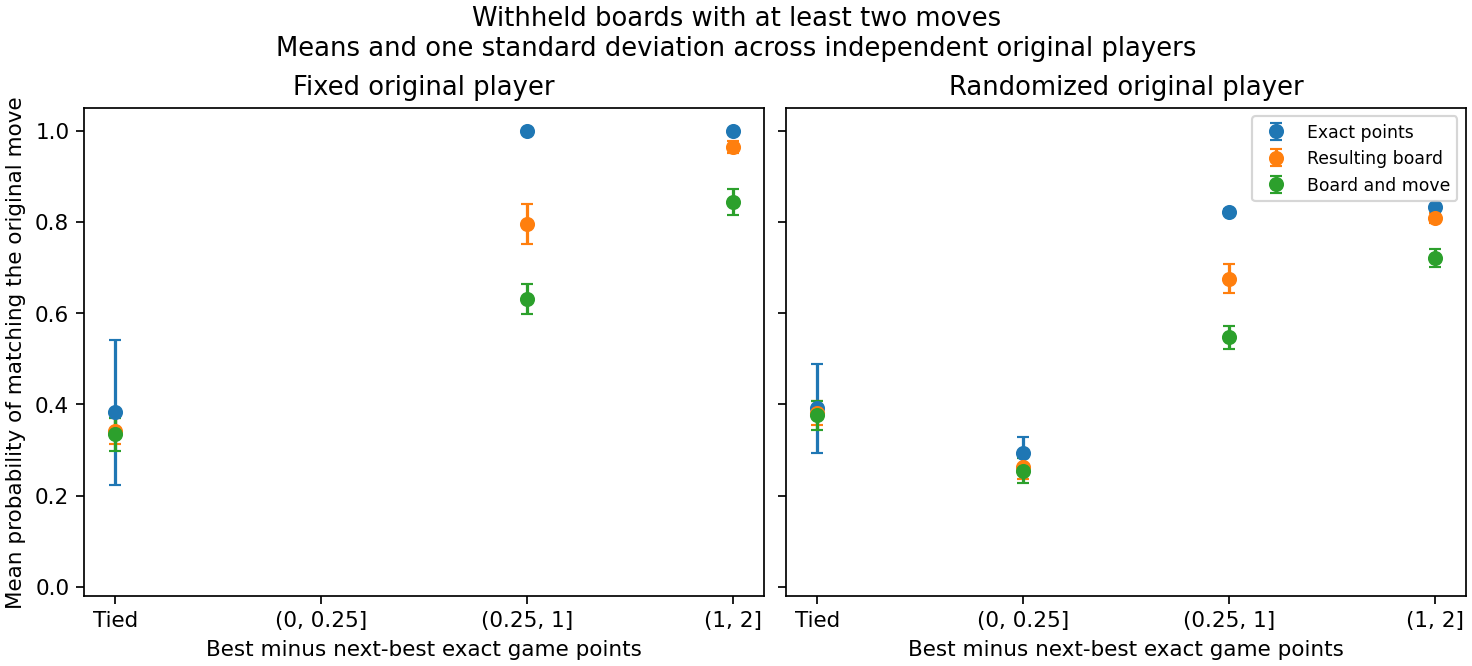 Withheld boards with at least two moves
Means and one standard deviation across independent original players
Fixed original player
Randomized original player
Mean probability of matching the original move
1.0
0.8
0.6
0.4
0.2
0.0
Exact points
Resulting board
Board and move
Tied
(0, 0.25]
(0.25, 1]
(1, 2]
Tied
(0, 0.25]
(0.25, 1]
(1, 2]
Best minus next-best exact game points
Best minus next-best exact game points